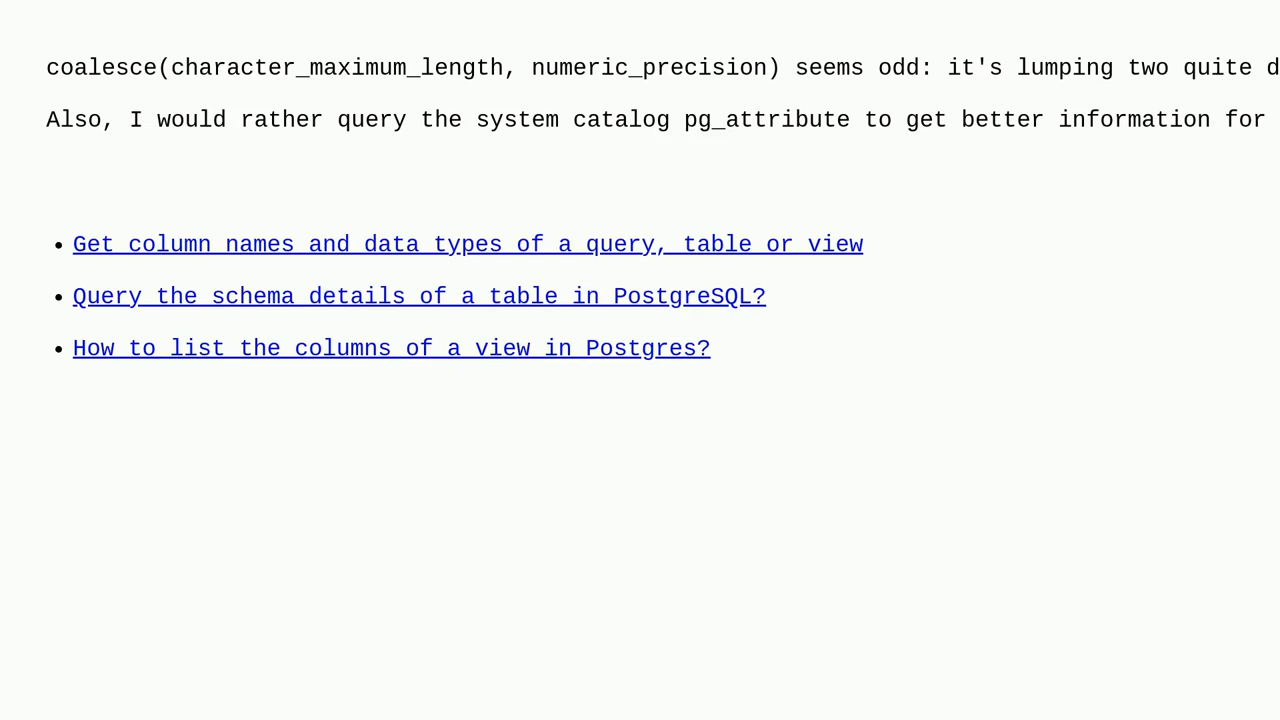 coalesce(character_maximum_length, numeric_precision) seems odd: it's lumping two quite
Also, I would rather query the system catalog pg_attribute to get better information for
• Get column names and data types of a query, table or view
• Query the schema details of a table in PostgreSQL?
• How to list the columns of a view in Postgres?